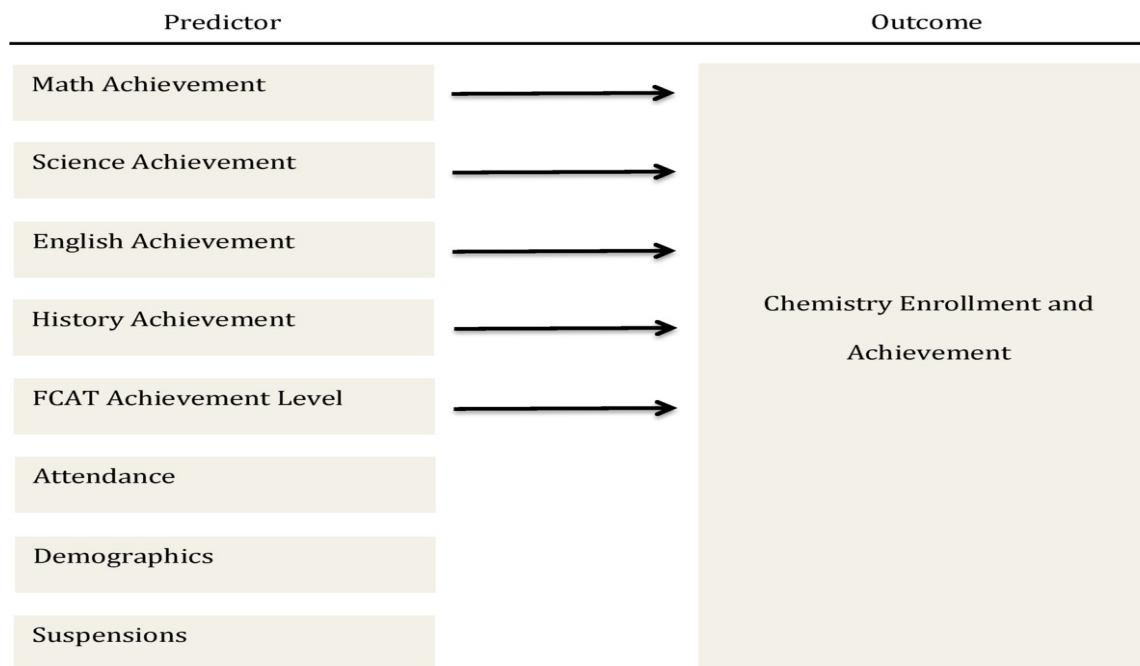 Predictor Outcome
Math Achievement
Science Achievement
English Achievement
History Achievement
FCAT Achievement Level
Attendance
Demographics
Suspensions
Chemistry Enrollment and
Achievement